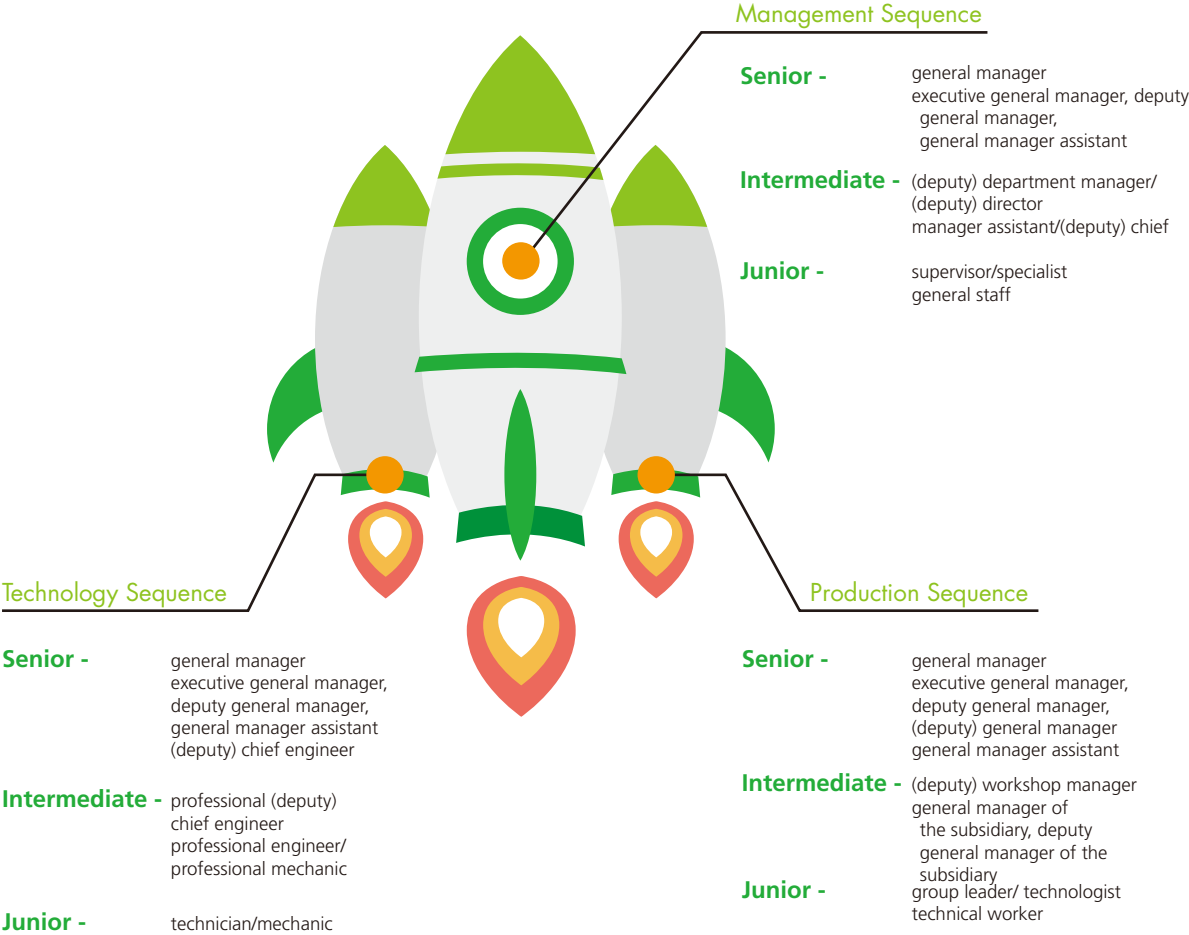 Management Sequence
Senior - general manager
executive general manager, deputy
general manager,
general manager assistant
Intermediate - (deputy) department manager/
(deputy) director
manager assistant/(deputy) chief
Junior - supervisor/specialist
general staff
Technology Sequence
Senior - general manager
executive general manager,
deputy general manager,
general manager assistant
(deputy) chief engineer
Intermediate - professional (deputy)
chief engineer
professional engineer/
professional mechanic
Junior - technician/mechanic
Production Sequence
Senior - general manager
executive general manager,
deputy general manager,
(deputy) general manager
general manager assistant
Intermediate - (deputy) workshop manager
general manager of
the subsidiary, deputy
general manager of the
subsidiary
Junior - group leader/ technologist
technical worker